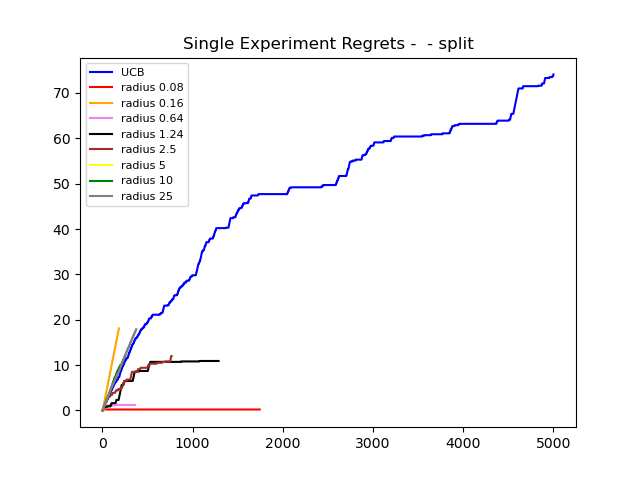 Single Experiment Regrets -  - split
UCB
radius 0.08
radius 0.16
radius 0.64
radius 1.24
radius 2.5
radius 5
radius 10
radius 25
70
60
50
40
30
20
10
0
0 1000 2000 3000 4000 5000